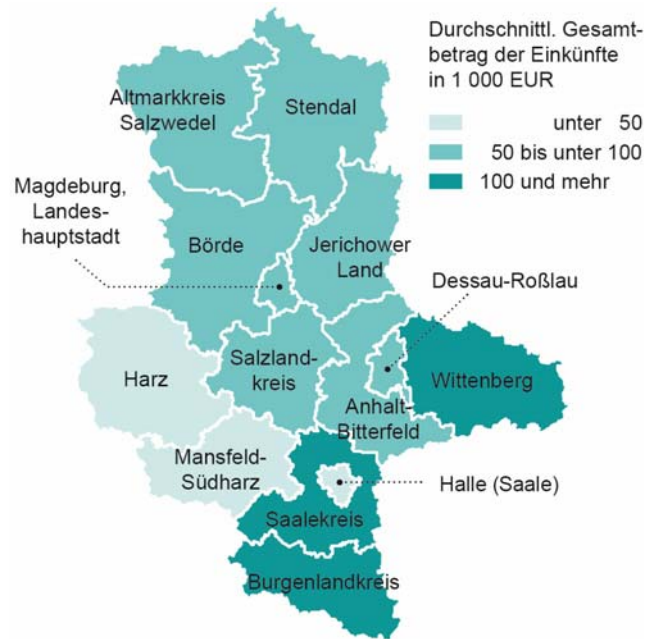 Durchschnittl. Gesamt-
betrag der Einkünfte
in 1 000 EUR
unter 50
50 bis unter 100
100 und mehr
Altmarkkreis
Salzwedel
Stendal
Magdeburg,
Landes-
hauptstadt
Börde
Jerichower
Land
Dessau-Roßlau
Harz
Salzland-
kreis
Wittenberg
Anhalt-
Bitterfeld
Mansfeld-
Südharz
Halle (Saale)
Saalekreis
Burgenlandkreis